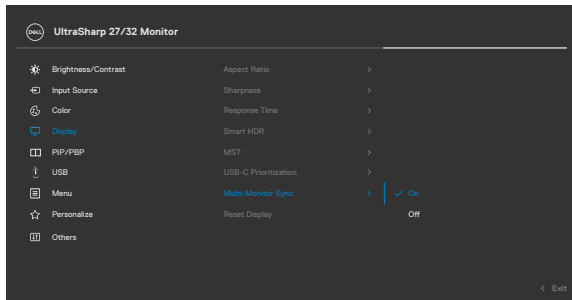 DELL UltraSharp 27/32 Monitor
Brightness/Contrast Aspect Ratio >
Input Source Sharpness >
Color Response Time >
Display Smart HDR >
PIP/PBP MST >
USB USB-C Prioritization >
Menu Multi-Monitor Sync > ✓ On
Personalize Reset Display Off
Others
< Exit